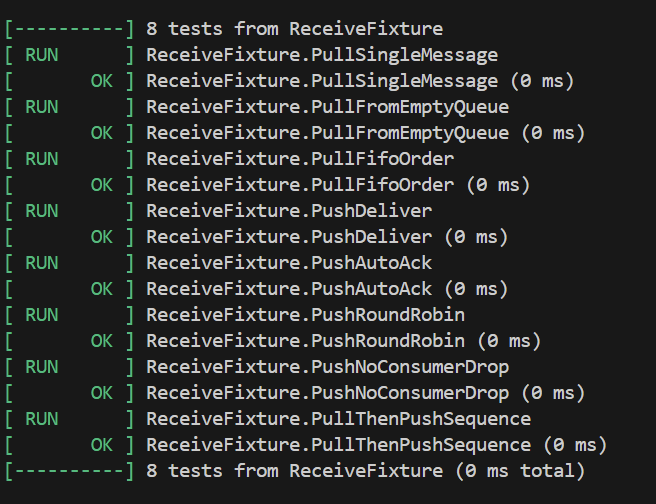 [----------] 8 tests from ReceiveFixture
[ RUN      ] ReceiveFixture.PullSingleMessage
[       OK ] ReceiveFixture.PullSingleMessage (0 ms)
[ RUN      ] ReceiveFixture.PullFromEmptyQueue
[       OK ] ReceiveFixture.PullFromEmptyQueue (0 ms)
[ RUN      ] ReceiveFixture.PullFifoOrder
[       OK ] ReceiveFixture.PullFifoOrder (0 ms)
[ RUN      ] ReceiveFixture.PushDeliver
[       OK ] ReceiveFixture.PushDeliver (0 ms)
[ RUN      ] ReceiveFixture.PushAutoAck
[       OK ] ReceiveFixture.PushAutoAck (0 ms)
[ RUN      ] ReceiveFixture.PushRoundRobin
[       OK ] ReceiveFixture.PushRoundRobin (0 ms)
[ RUN      ] ReceiveFixture.PushNoConsumerDrop
[       OK ] ReceiveFixture.PushNoConsumerDrop (0 ms)
[ RUN      ] ReceiveFixture.PullThenPushSequence
[       OK ] ReceiveFixture.PullThenPushSequence (0 ms)
[----------] 8 tests from ReceiveFixture (0 ms total)